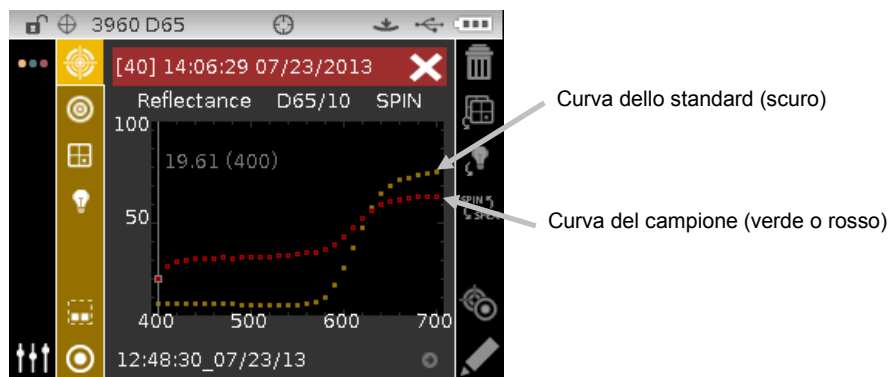 3960 D65
[40] 14:06:29 07/23/2013
Reflectance D65/10 SPIN
100
19.61 (400)
50
400 500 600 700
12:48:30_07/23/13
SPIN
SPEX
Curva dello standard (scuro)
Curva del campione (verde o rosso)